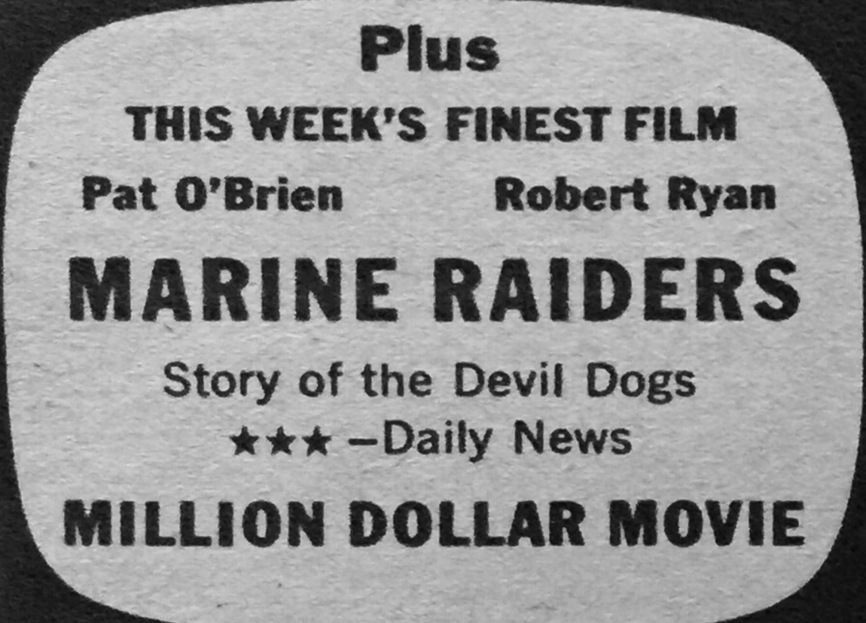 Plus
THIS WEEK'S FINEST FILM
Pat O'Brien Robert Ryan
MARINE RAIDERS
Story of the Devil Dogs
★★★ –Daily News
MILLION DOLLAR MOVIE